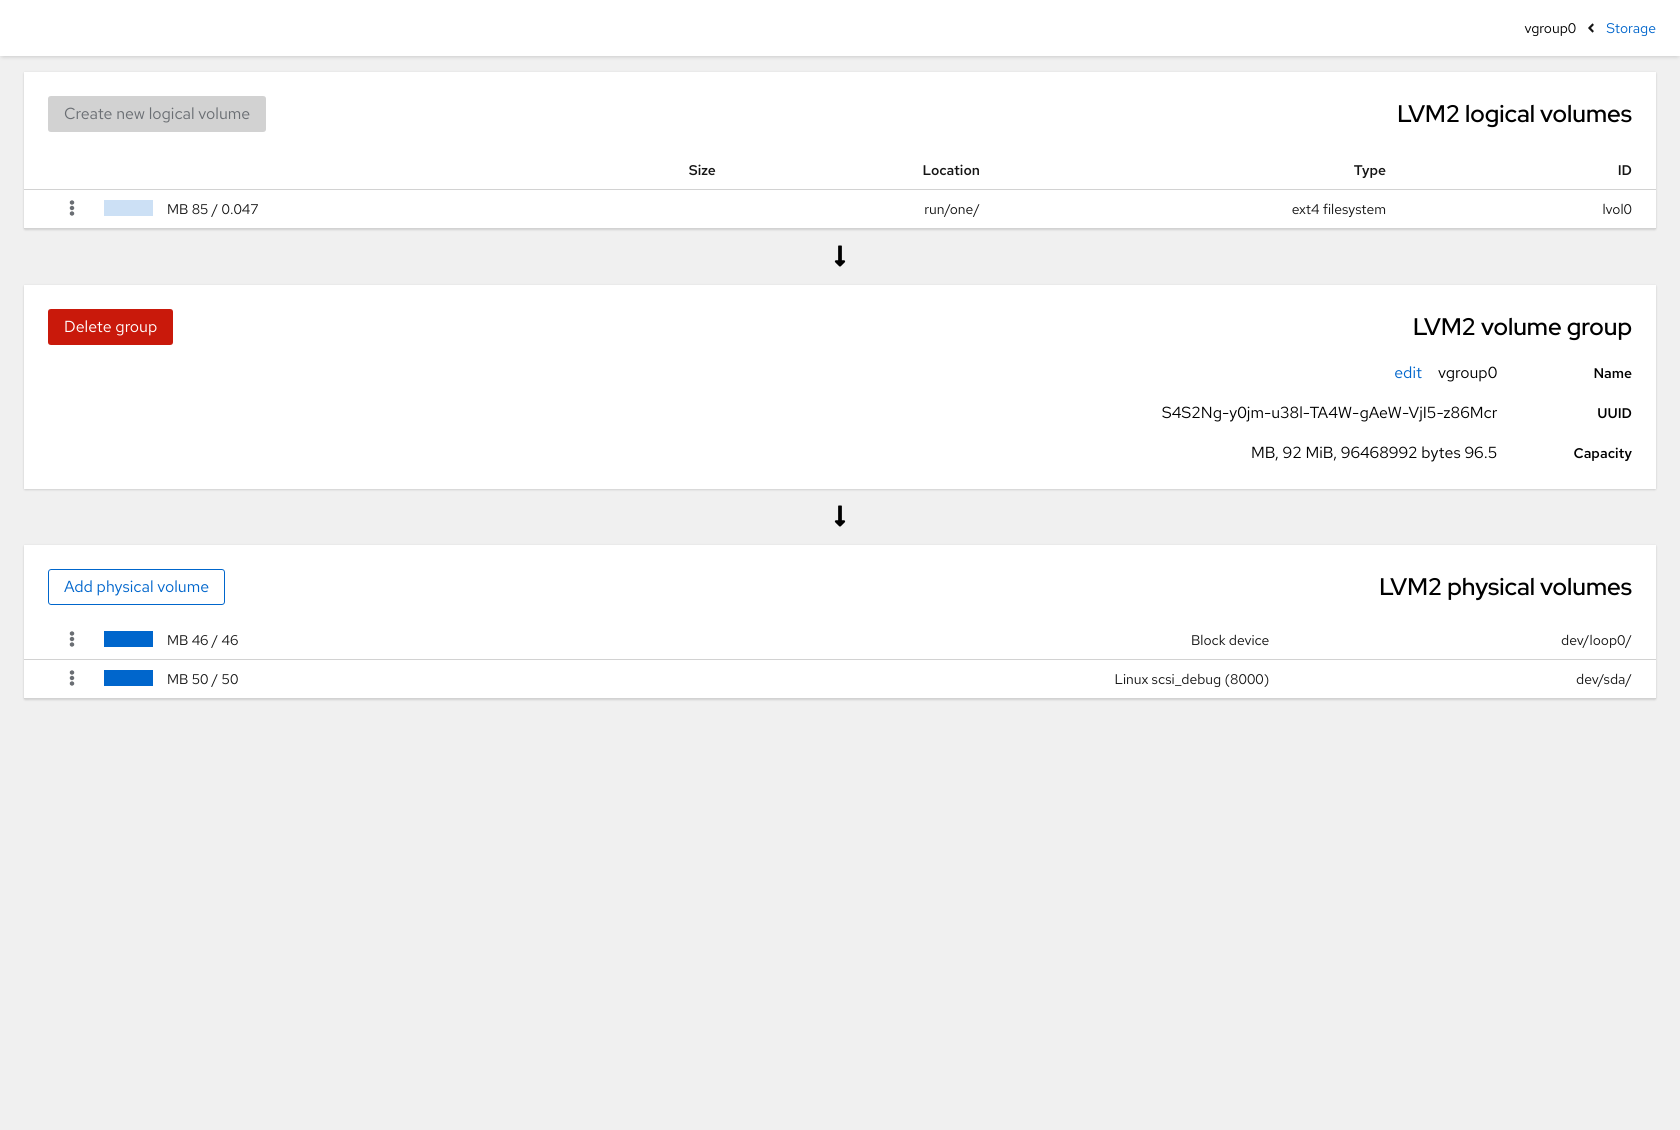 Storage vgroup0
LVM2 logical volumes Create new logical volume
ID Type Location Size
lvol0 ext4 filesystem run/one/ MB 85 / 0.047
LVM2 volume group Delete group
Name vgroup0 edit
UUID S4S2Ng-y0jm-u38l-TA4W-gAeW-VjI5-z86Mcr
Capacity MB, 92 MiB, 96468992 bytes 96.5
LVM2 physical volumes Add physical volume
dev/loop0/ Block device MB 46 / 46
dev/sda/ Linux scsi_debug (8000) MB 50 / 50